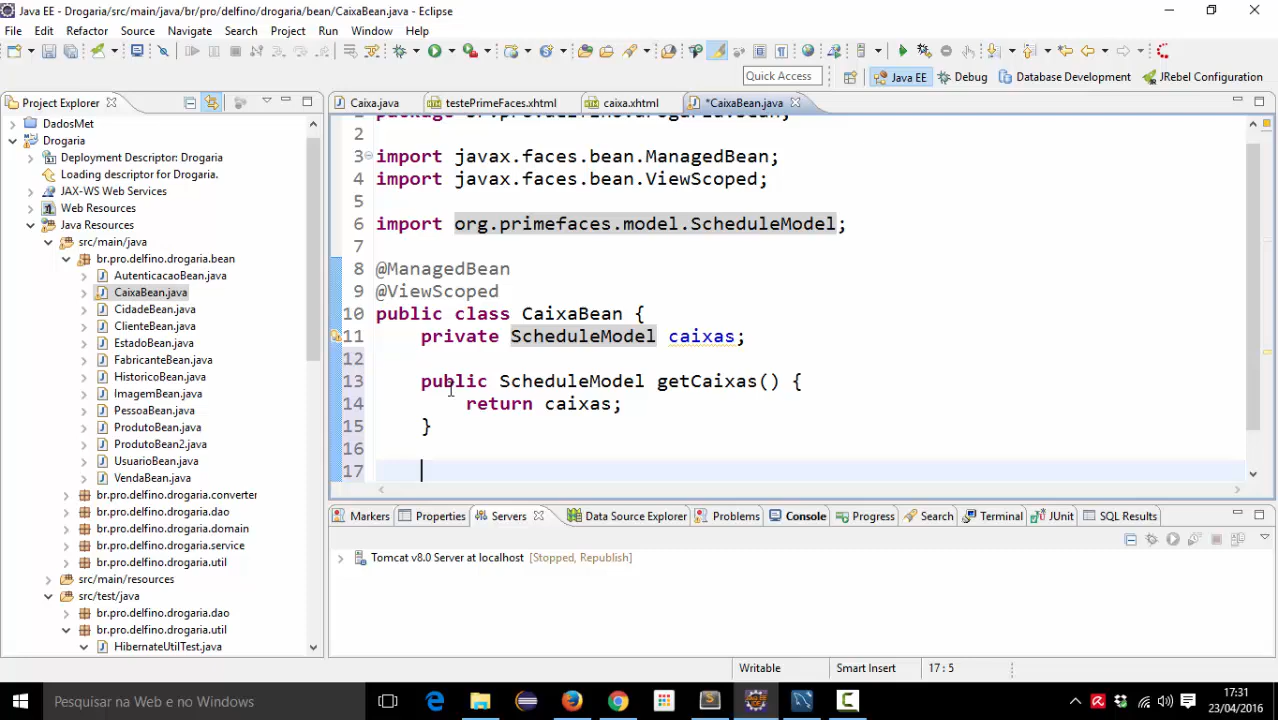 Java EE - Drogaria/src/main/java/br/pro/delfino/drogaria/bean/CaixaBean.java - Eclipse
File Edit Refactor Source Navigate Search Project Run Window Help
Quick Access Java EE Debug Database Development JRebel Configuration
Project Explorer
DadosMet
Drogaria
Deployment Descriptor: Drogaria
Loading descriptor for Drogaria.
JAX-WS Web Services
Web Resources
Java Resources
src/main/java
br.pro.delfino.drogaria.bean
AutenticacaoBean.java
CaixaBean.java
CidadeBean.java
ClienteBean.java
EstadoBean.java
FabricanteBean.java
HistoricoBean.java
ImagemBean.java
PessoaBean.java
ProdutoBean.java
ProdutoBean2.java
UsuarioBean.java
VendaBean.java
br.pro.delfino.drogaria.converter
br.pro.delfino.drogaria.dao
br.pro.delfino.drogaria.domain
br.pro.delfino.drogaria.service
br.pro.delfino.drogaria.util
src/main/resources
src/test/java
br.pro.delfino.drogaria.dao
br.pro.delfino.drogaria.util
HibernateUtilTest.java
Caixa.java testePrimeFaces.xhtml caixa.xhtml *CaixaBean.java
package br.pro.delfino.drogaria.bean;
2
3 import javax.faces.bean.ManagedBean;
4 import javax.faces.bean.ViewScoped;
5
6 import org.primefaces.model.ScheduleModel;
7
8 @ManagedBean
9 @ViewScoped
10 public class CaixaBean {
11 private ScheduleModel caixas;
12
13 public ScheduleModel getCaixas() {
14 return caixas;
15 }
16
17
Markers Properties Servers Data Source Explorer Problems Console Progress Search Terminal JUnit SQL Results
Tomcat v8.0 Server at localhost [Stopped, Republish]
Writable Smart Insert 17 : 5
Pesquisar na Web e no Windows
17:31
23/04/2016